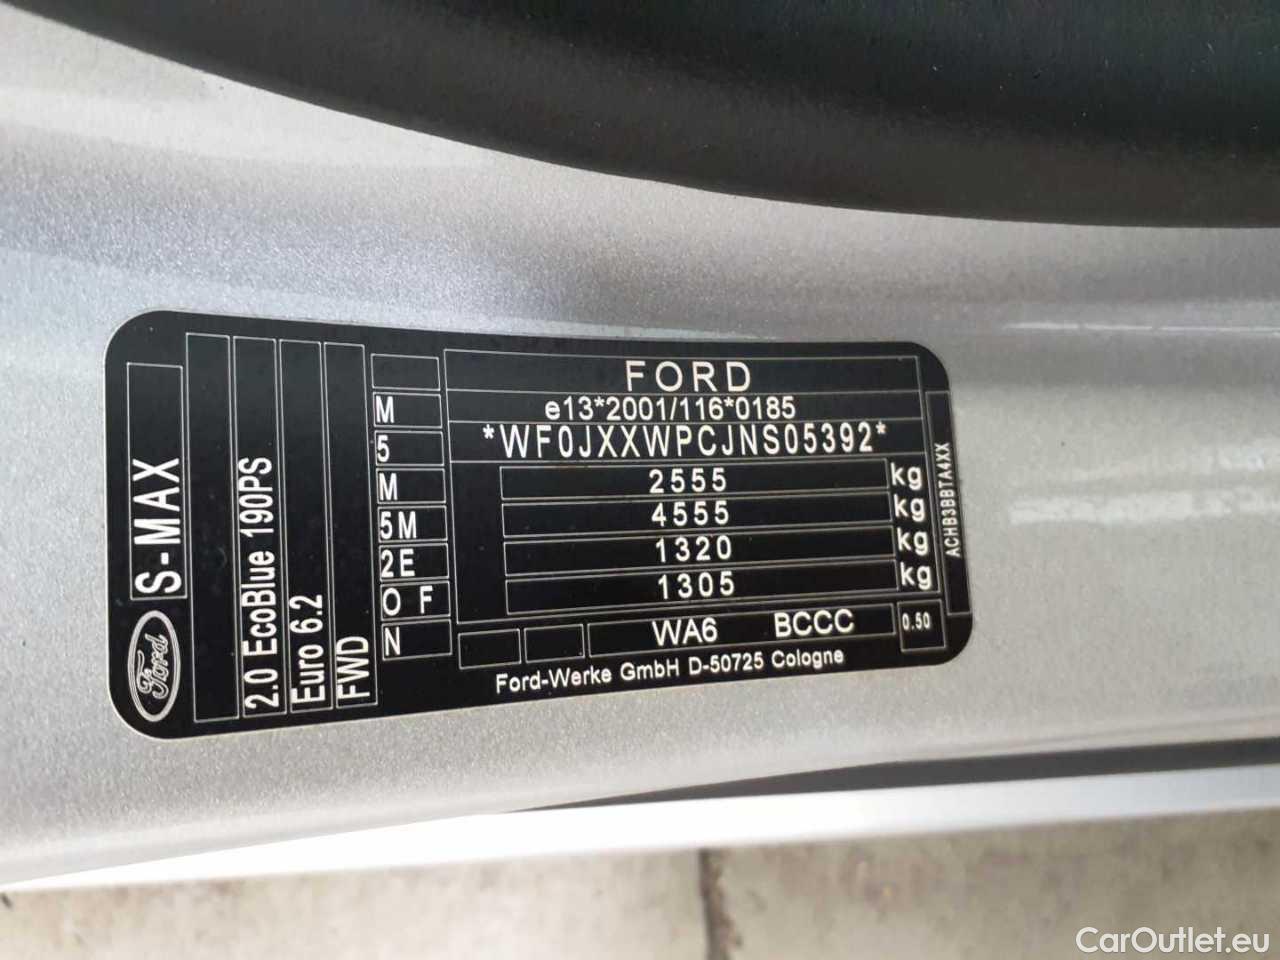 Ford S-MAX
2.0 EcoBlue 190PS
Euro 6.2
FWD
M
5
M
5M
2E
O F
N
FORD
e13*2001/116*0185
*WF0JXXWPCJNS05392*
2555 kg
4555 kg
1320 kg
1305 kg
WA6 BCCC 0.50
Ford-Werke GmbH D-50725 Cologne
ACHB3BBTA4XX
CarOutlet.eu